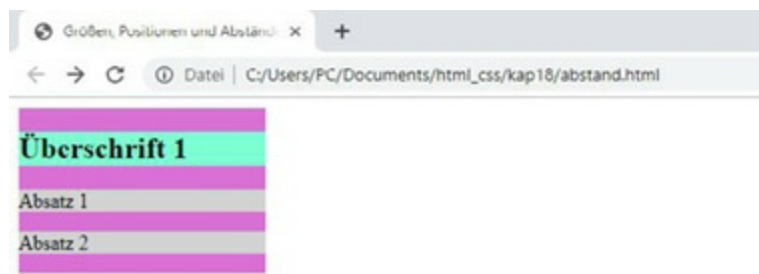 Größen, Positionen und Abständ
Datei | C:/Users/PC/Documents/html_css/kap18/abstand.html
Überschrift 1
Absatz 1
Absatz 2